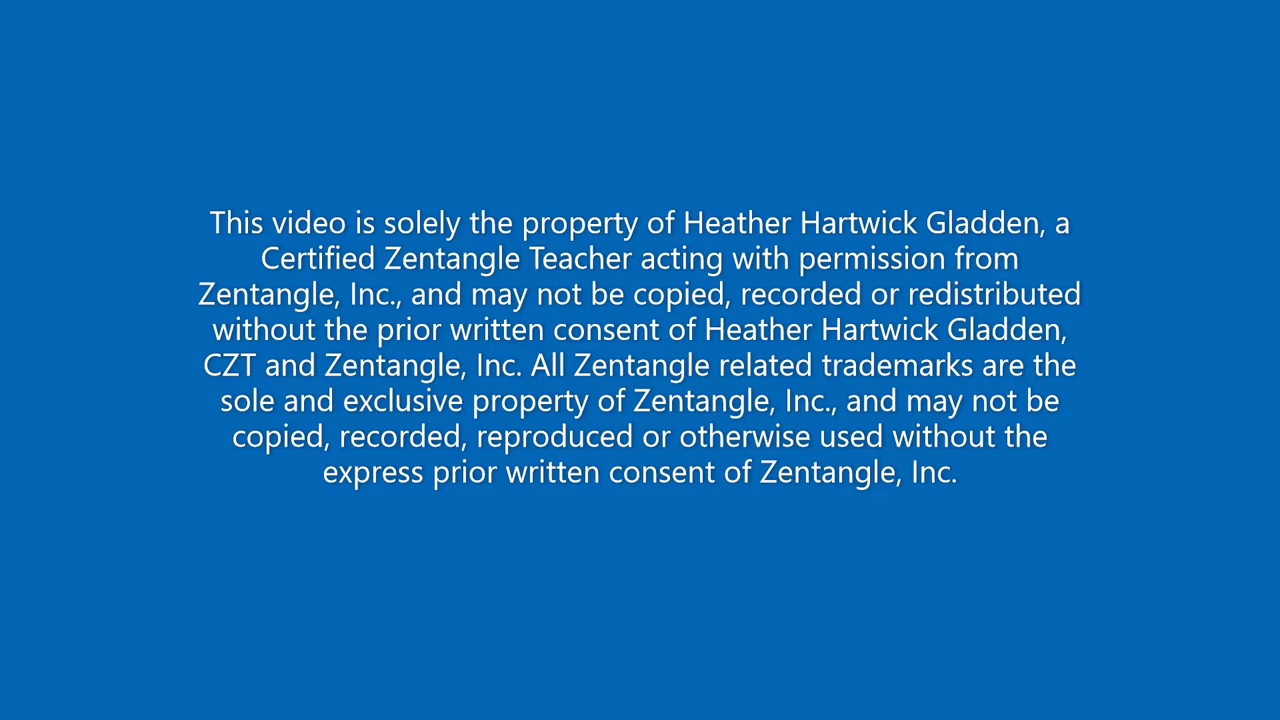 This video is solely the property of Heather Hartwick Gladden, a
Certified Zentangle Teacher acting with permission from
Zentangle, Inc., and may not be copied, recorded or redistributed
without the prior written consent of Heather Hartwick Gladden,
CZT and Zentangle, Inc. All Zentangle related trademarks are the
sole and exclusive property of Zentangle, Inc., and may not be
copied, recorded, reproduced or otherwise used without the
express prior written consent of Zentangle, Inc.